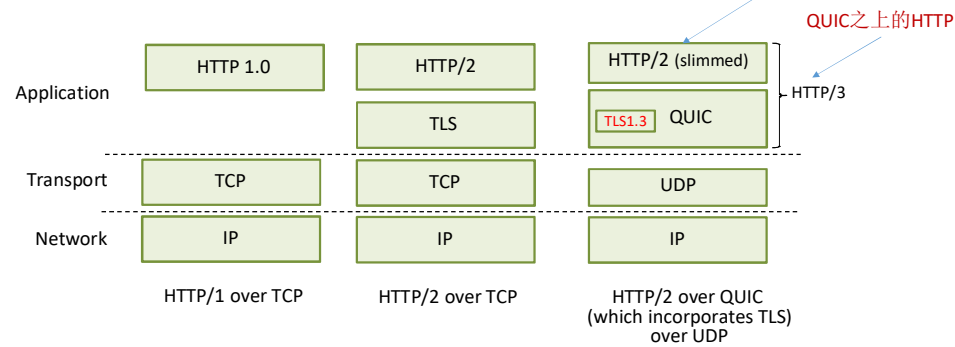 QUIC之上的HTTP
Application
HTTP 1.0
HTTP/2
HTTP/2 (slimmed)
HTTP/3
TLS
TLS1.3
QUIC
Transport
TCP
TCP
UDP
Network
IP
IP
IP
HTTP/1 over TCP
HTTP/2 over TCP
HTTP/2 over QUIC
(which incorporates TLS)
over UDP